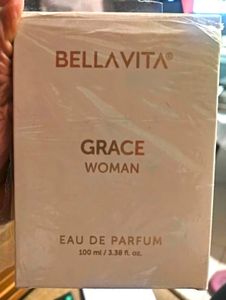 BELLAVITA®
GRACE
WOMAN
EAU DE PARFUM
100 ml / 3.38 fl. oz.